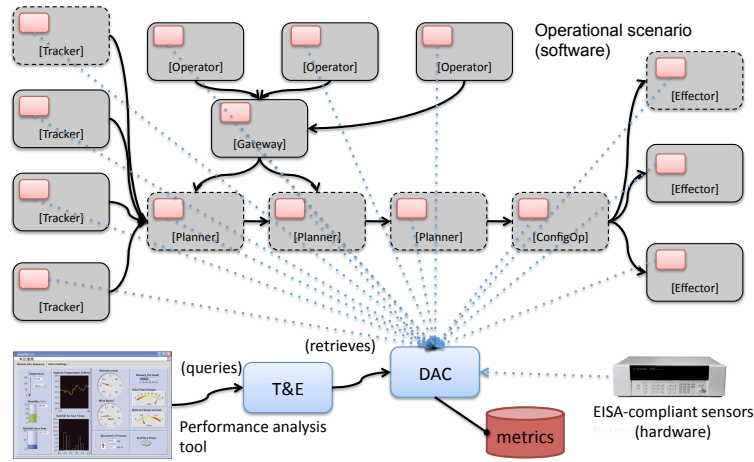 Operational scenario
(software)
[Tracker]
[Operator]
[Operator]
[Operator]
[Effector]
[Tracker]
[Gateway]
[Effector]
[Tracker]
[Planner]
[Planner]
[Planner]
[ConfigOp]
[Tracker]
[Effector]
(queries)
(retrieves)
T&E
DAC
Performance analysis
tool
metrics
EISA-compliant sensors
(hardware)